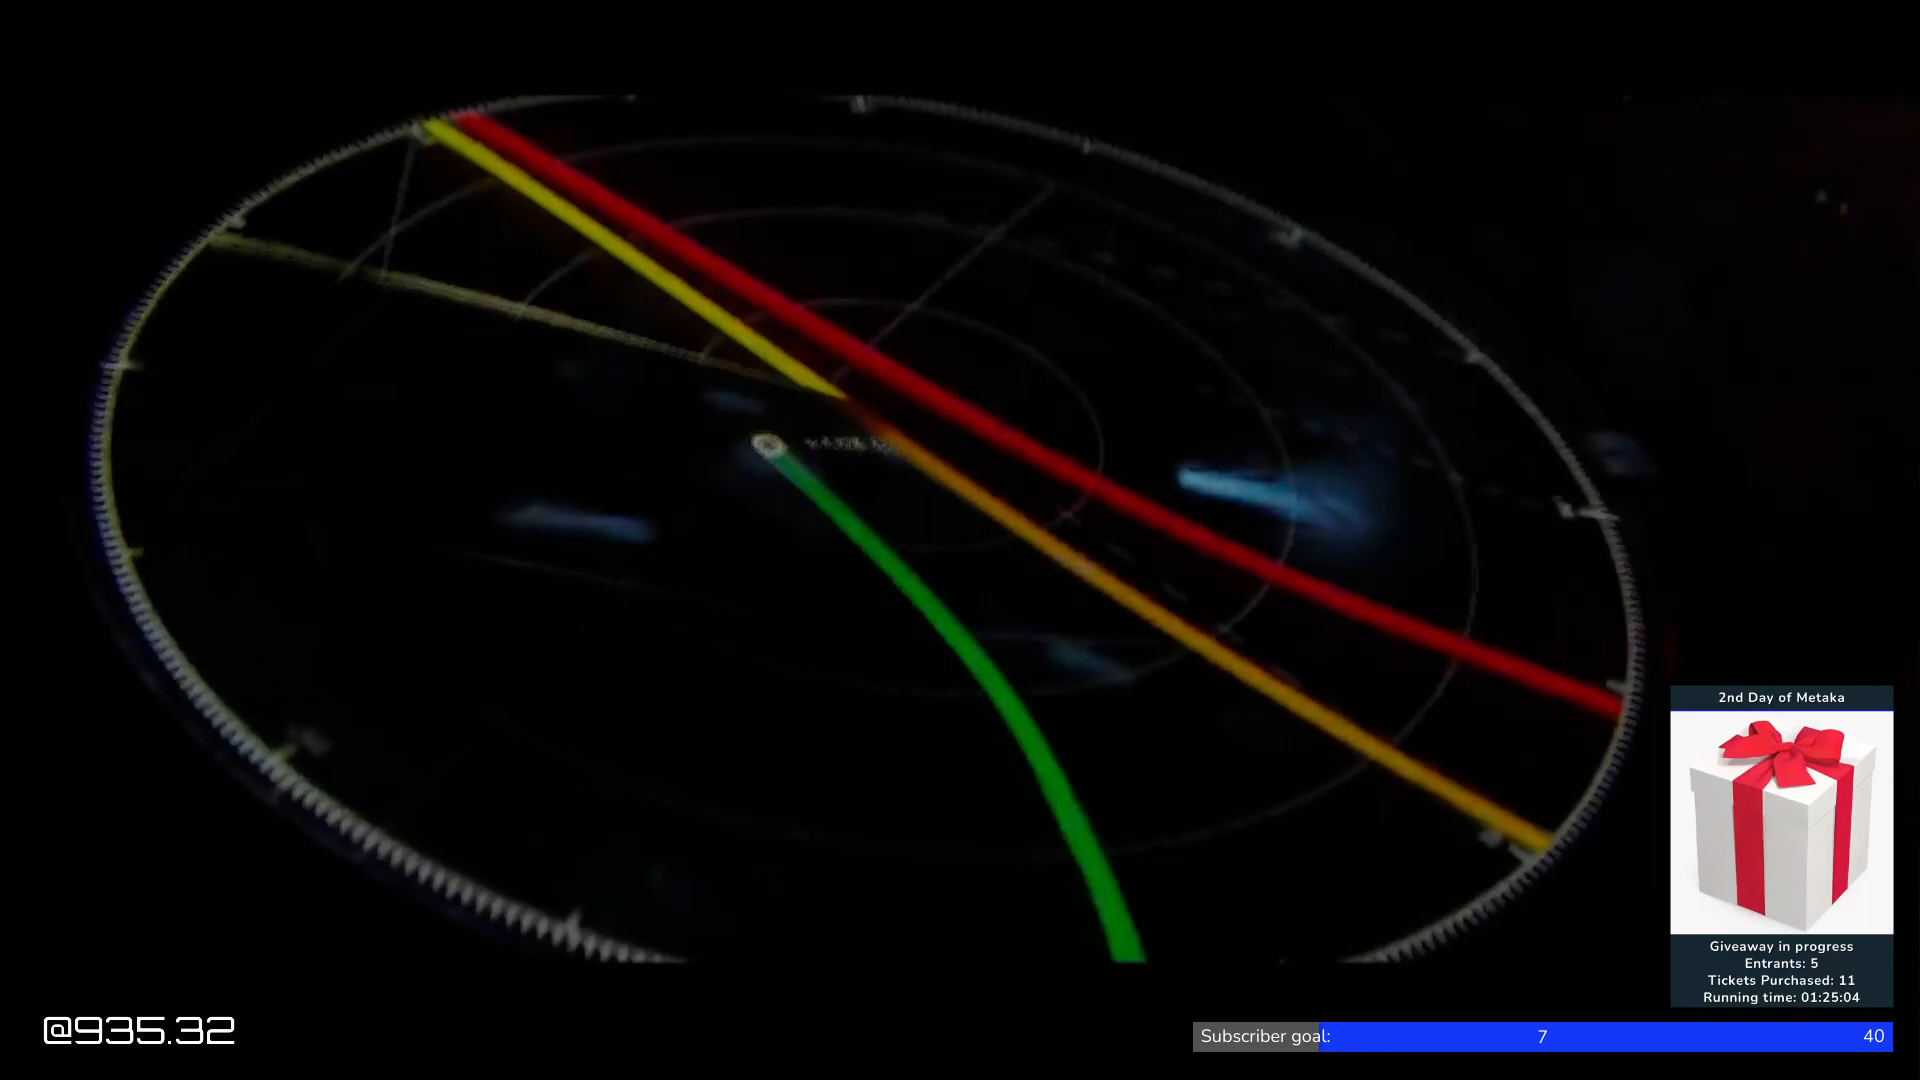 2nd Day of Metaka
Giveaway in progress
Entrants: 5
Tickets Purchased: 11
Running time: 01:25:04
@935.32
Subscriber goal: 7 40